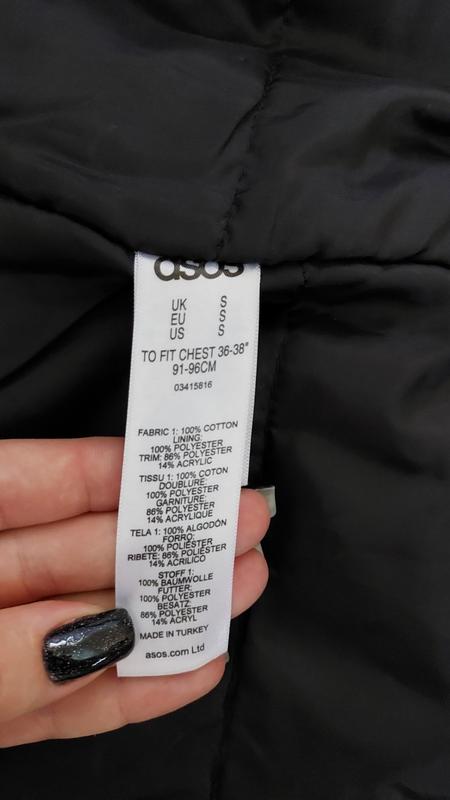 asos
UK S
EU S
US S
TO FIT CHEST 36-38"
91-96CM
03415816
FABRIC 1: 100% COTTON
LINING:
100% POLYESTER
TRIM: 86% POLYESTER
14% ACRYLIC
TISSU 1: 100% COTON
DOUBLURE:
100% POLYESTER
GARNITURE:
86% POLYESTER
14% ACRYLIQUE
TELA 1: 100% ALGODÓN
FORRO:
100% POLIÉSTER
RIBETE: 86% POLIÉSTER
14% ACRÍLICO
STOFF 1:
100% BAUMWOLLE
FUTTER:
100% POLYESTER
BESATZ:
86% POLYESTER
14% ACRYL
MADE IN TURKEY
asos.com Ltd